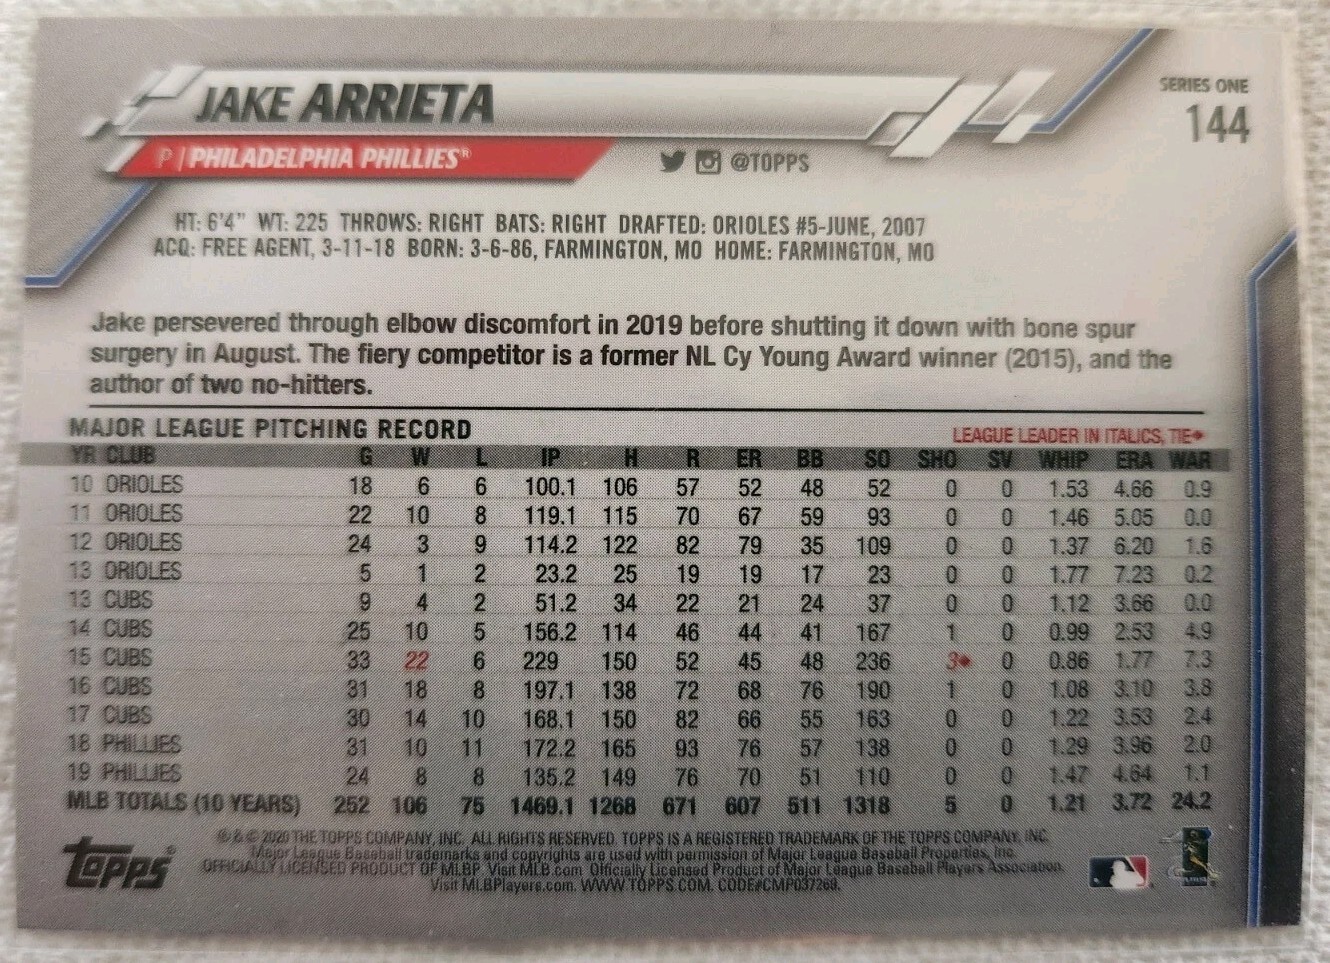 JAKE ARRIETA
SERIES ONE
144
P | PHILADELPHIA PHILLIES®
@TOPPS
HT: 6'4" WT: 225 THROWS: RIGHT BATS: RIGHT DRAFTED: ORIOLES #5-JUNE, 2007
ACQ: FREE AGENT, 3-11-18 BORN: 3-6-86, FARMINGTON, MO HOME: FARMINGTON, MO
Jake persevered through elbow discomfort in 2019 before shutting it down with bone spur
surgery in August. The fiery competitor is a former NL Cy Young Award winner (2015), and the
author of two no-hitters.
MAJOR LEAGUE PITCHING RECORD
LEAGUE LEADER IN ITALICS, TIE♦
YR CLUB G W L IP H R ER BB SO SHO SV WHIP ERA WAR
10 ORIOLES 18 6 6 100.1 106 57 52 48 52 0 0 1.53 4.66 0.9
11 ORIOLES 22 10 8 119.1 115 70 67 59 93 0 0 1.46 5.05 0.0
12 ORIOLES 24 3 9 114.2 122 82 79 35 109 0 0 1.37 6.20 1.6
13 ORIOLES 5 1 2 23.2 25 19 19 17 23 0 0 1.77 7.23 0.2
13 CUBS 9 4 2 51.2 34 22 21 24 37 0 0 1.12 3.66 0.0
14 CUBS 25 10 5 156.2 114 46 44 41 167 1 0 0.99 2.53 4.9
15 CUBS 33 22 6 229 150 52 45 48 236 3♦ 0 0.86 1.77 7.3
16 CUBS 31 18 8 197.1 138 72 68 76 190 1 0 1.08 3.10 3.8
17 CUBS 30 14 10 168.1 150 82 66 55 163 0 0 1.22 3.53 2.4
18 PHILLIES 31 10 11 172.2 165 93 76 57 138 0 0 1.29 3.96 2.0
19 PHILLIES 24 8 8 135.2 149 76 70 51 110 0 0 1.47 4.64 1.1
MLB TOTALS (10 YEARS) 252 106 75 1469.1 1268 671 607 511 1318 5 0 1.21 3.72 24.2
® & © 2020 THE TOPPS COMPANY, INC. ALL RIGHTS RESERVED. TOPPS IS A REGISTERED TRADEMARK OF THE TOPPS COMPANY, INC.
Major League Baseball trademarks and copyrights are used with permission of Major League Baseball Properties, Inc.
OFFICIALLY LICENSED PRODUCT OF MLBP. Visit MLB.com Officially Licensed Product of Major League Baseball Players Association.
Visit MLBPlayers.com. WWW.TOPPS.COM. CODE#CMP037269.
TOPPS®